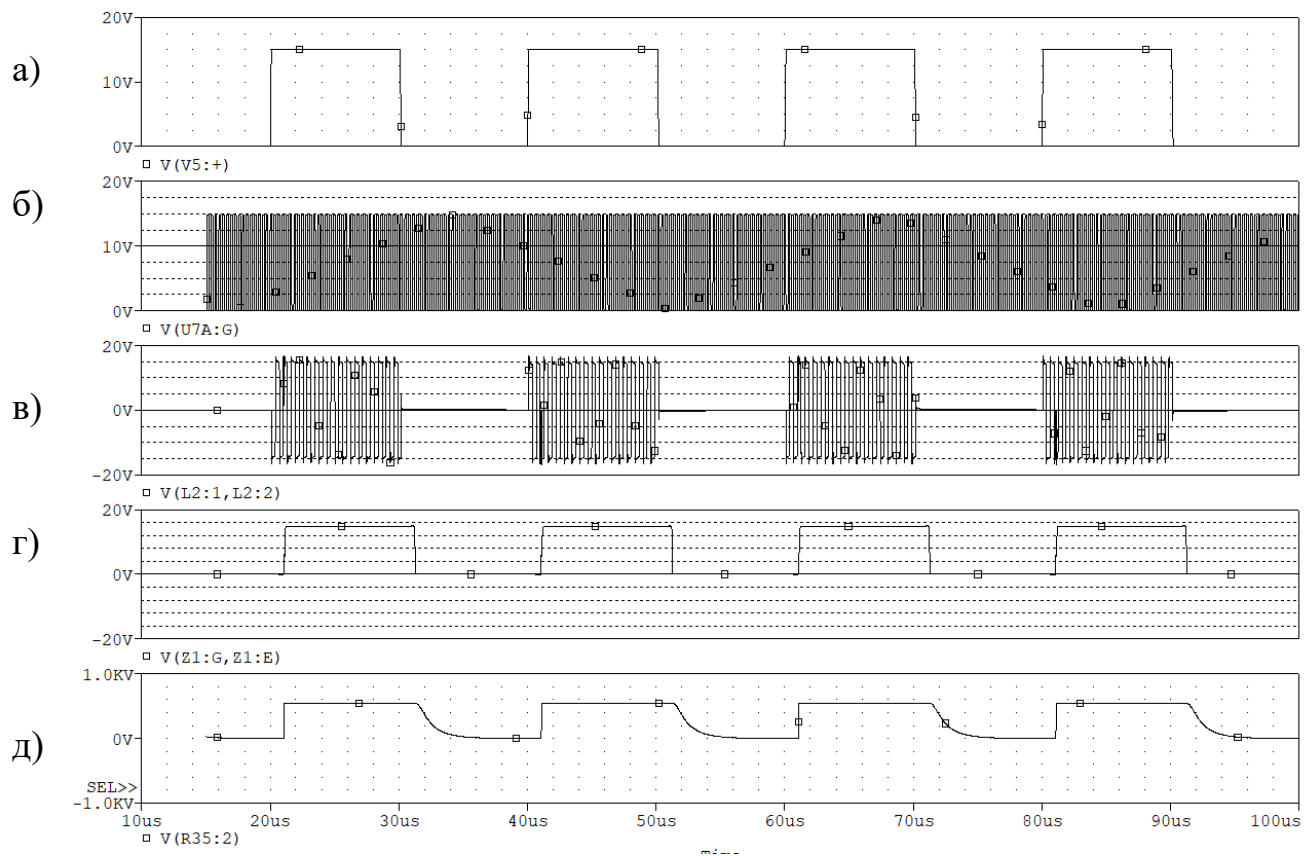 а)
20V
10V
0V
V(V5:+)
б)
20V
10V
0V
V(U7A:G)
в)
20V
0V
-20V
V(L2:1,L2:2)
г)
20V
0V
-20V
V(Z1:G,Z1:E)
д)
1.0KV
0V
SEL>>
-1.0KV
10us 20us 30us 40us 50us 60us 70us 80us 90us 100us
V(R35:2)
Time